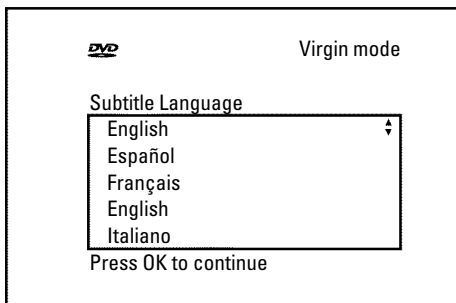 DVD Virgin mode
Subtitle Language
English
Español
Français
English
Italiano
Press OK to continue